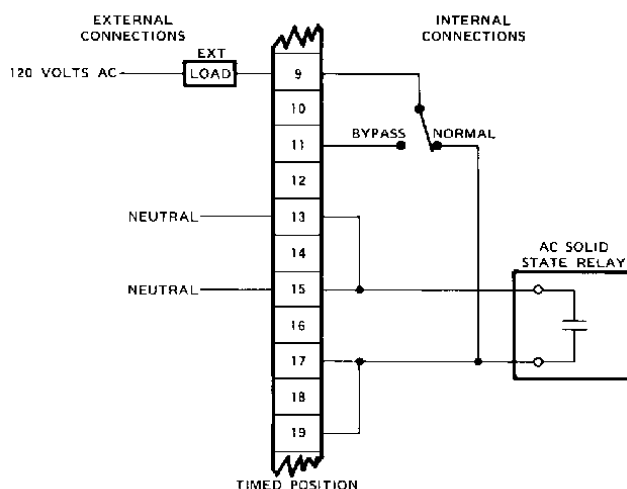 EXTERNAL
CONNECTIONS
INTERNAL
CONNECTIONS
EXT
120 VOLTS AC
LOAD
9
10
11
BYPASS
NORMAL
12
NEUTRAL
13
14
AC SOLID
STATE RELAY
NEUTRAL
15
16
17
18
19
TIMED POSITION